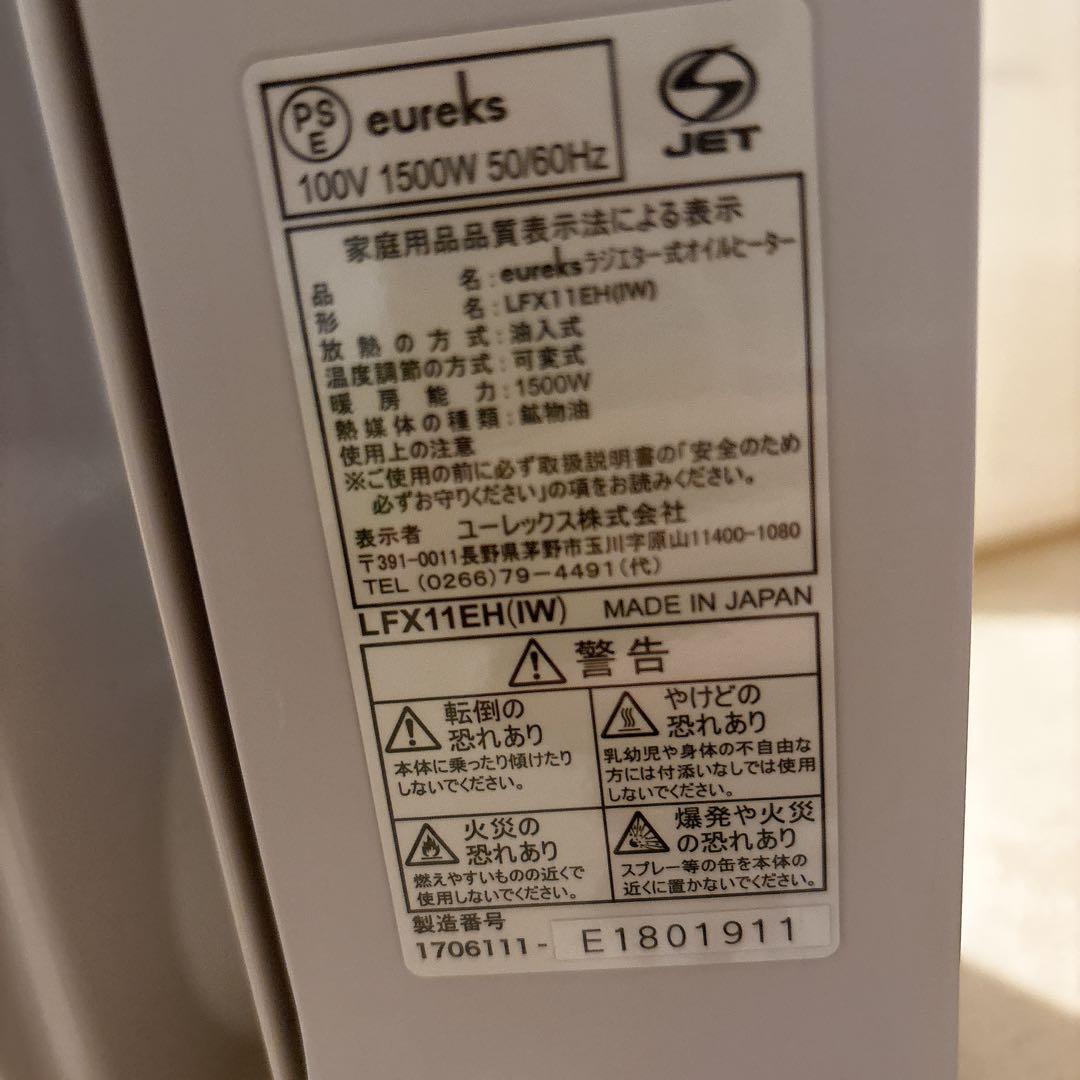 PS
E
eureks
100V 1500W 50/60Hz
JET
家庭用品品質表示法による表示
品名：eureksラジエター式オイルヒーター
形名：LFX11EH(IW)
放熱の方式：油入式
温度調節の方式：可変式
暖房能力：1500W
熱媒体の種類：鉱物油
使用上の注意
※ご使用の前に必ず取扱説明書の「安全のため
必ずお守りください」の項をお読みください。
表示者 ユーレックス株式会社
〒391-0011長野県茅野市玉川字原山11400-1080
TEL (0266)79-4491(代)
LFX11EH(IW) MADE IN JAPAN
警告
転倒の
恐れあり
本体に乗ったり傾けたり
しないでください。
やけどの
恐れあり
乳幼児や身体の不自由な
方には付添いなしでは使用
しないでください。
火災の
恐れあり
燃えやすいものの近くで
使用しないでください。
爆発や火災
の恐れあり
スプレー等の缶を本体の
近くに置かないでください。
製造番号
1706111- E1801911